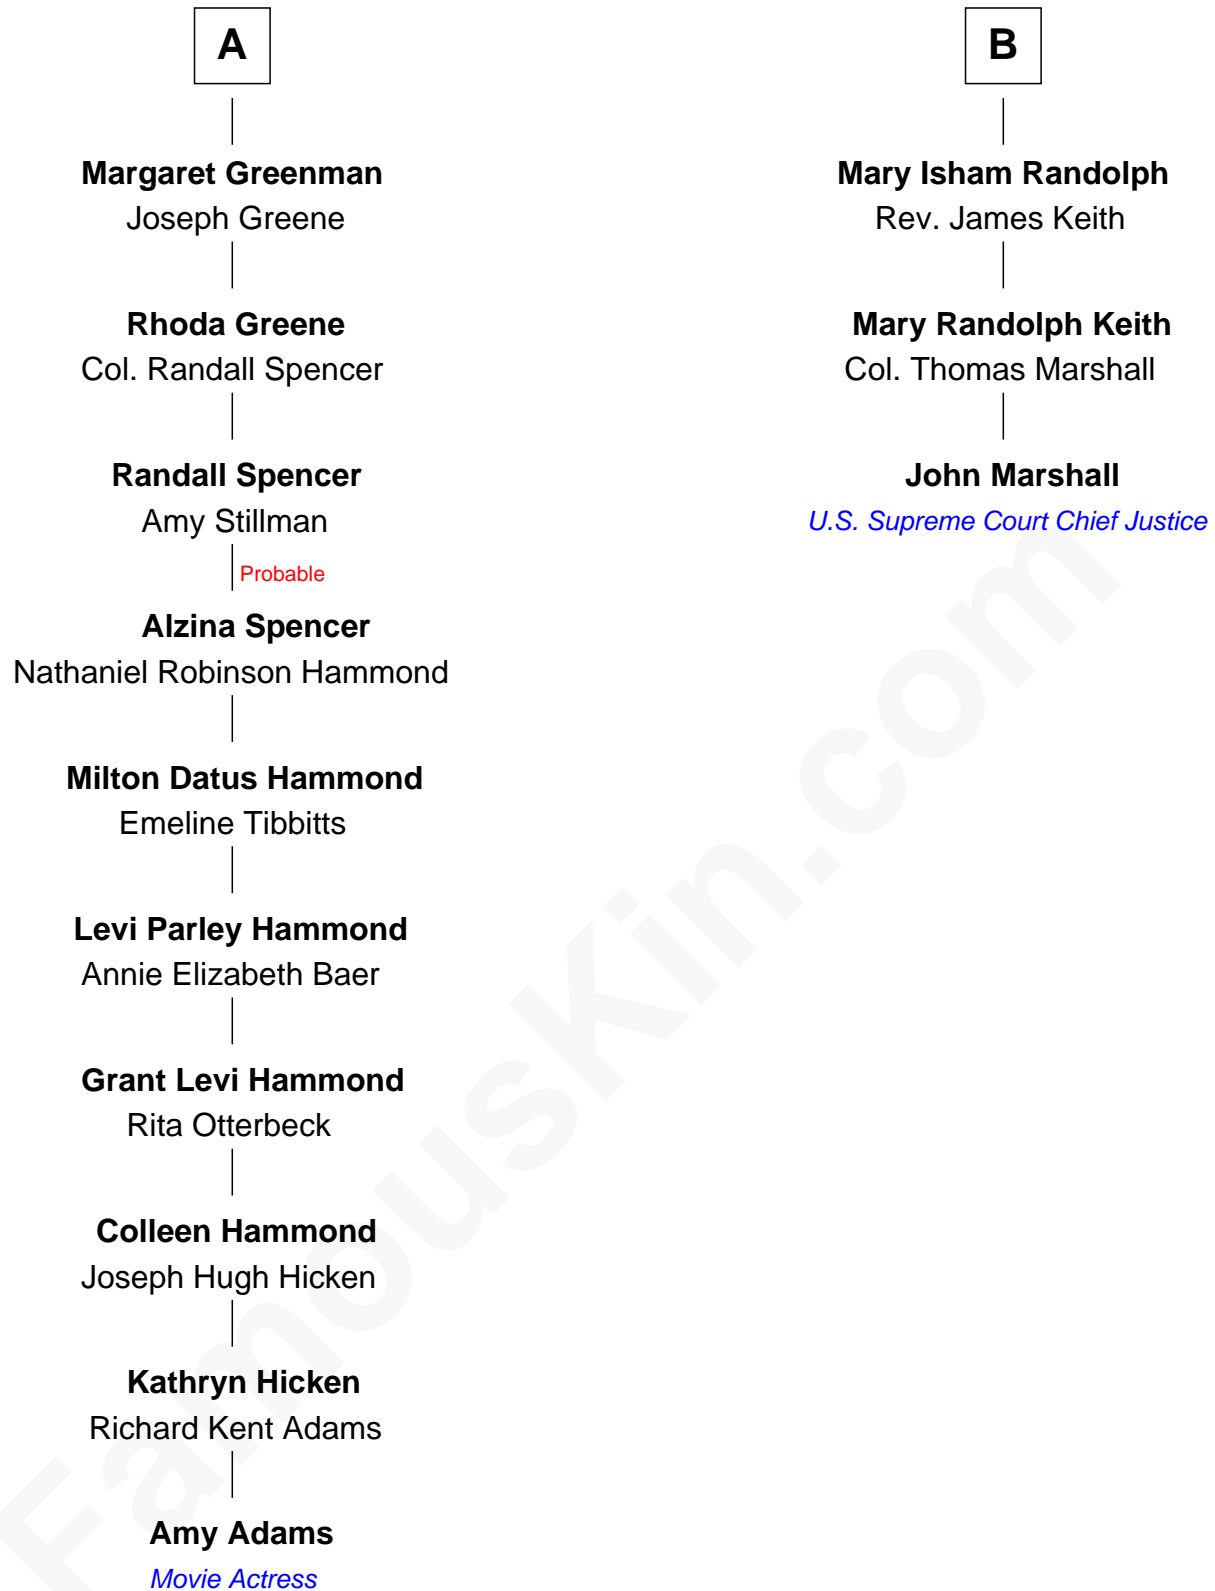 A
Margaret Greenman
Joseph Greene
Rhoda Greene
Col. Randall Spencer
Randall Spencer
Amy Stillman
Probable
Alzina Spencer
Nathaniel Robinson Hammond
Milton Datus Hammond
Emeline Tibbitts
Levi Parley Hammond
Annie Elizabeth Baer
Grant Levi Hammond
Rita Otterbeck
Colleen Hammond
Joseph Hugh Hicken
Kathryn Hicken
Richard Kent Adams
Amy Adams
Movie Actress
B
Mary Isham Randolph
Rev. James Keith
Mary Randolph Keith
Col. Thomas Marshall
John Marshall
U.S. Supreme Court Chief Justice
FamousKin.com